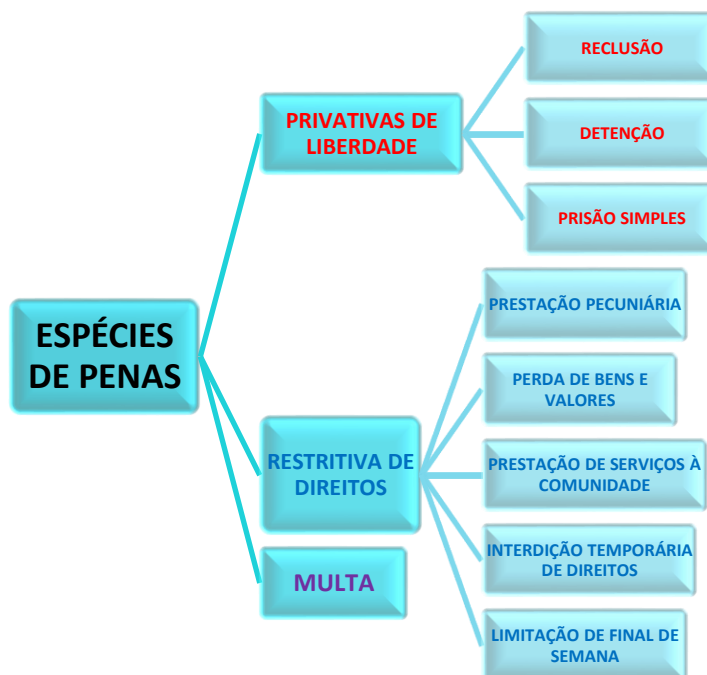 ESPÉCIES
DE PENAS
PRIVATIVAS DE
LIBERDADE
RECLUSÃO
DETENÇÃO
PRISÃO SIMPLES
RESTRITIVA DE
DIREITOS
PRESTAÇÃO PECUNIÁRIA
PERDA DE BENS E
VALORES
PRESTAÇÃO DE SERVIÇOS À
COMUNIDADE
INTERDIÇÃO TEMPORÁRIA
DE DIREITOS
LIMITAÇÃO DE FINAL DE
SEMANA
MULTA